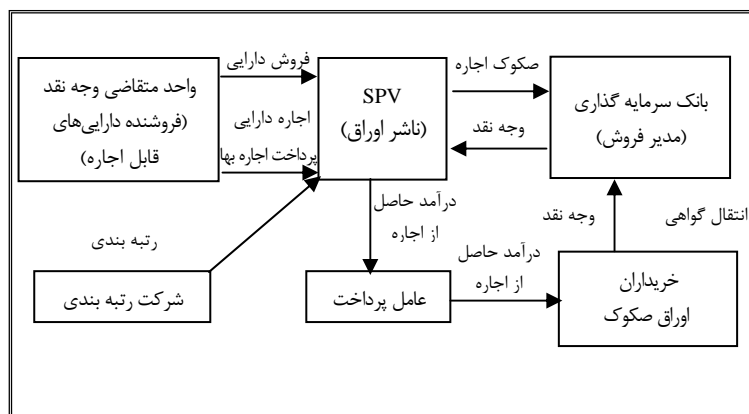 واحد متقاضی وجه نقد
(فروشنده دارایی‌های
قابل اجاره)
فروش دارایی
اجاره دارایی
پرداخت اجاره بها
SPV
(ناشر اوراق)
صکوک اجاره
وجه نقد
بانک سرمایه گذاری
(مدیر فروش)
وجه نقد
انتقال گواهی
رتبه بندی
شرکت رتبه بندی
درآمد حاصل
از اجاره
عامل پرداخت
درآمد حاصل
از اجاره
خریداران
اوراق صکوک